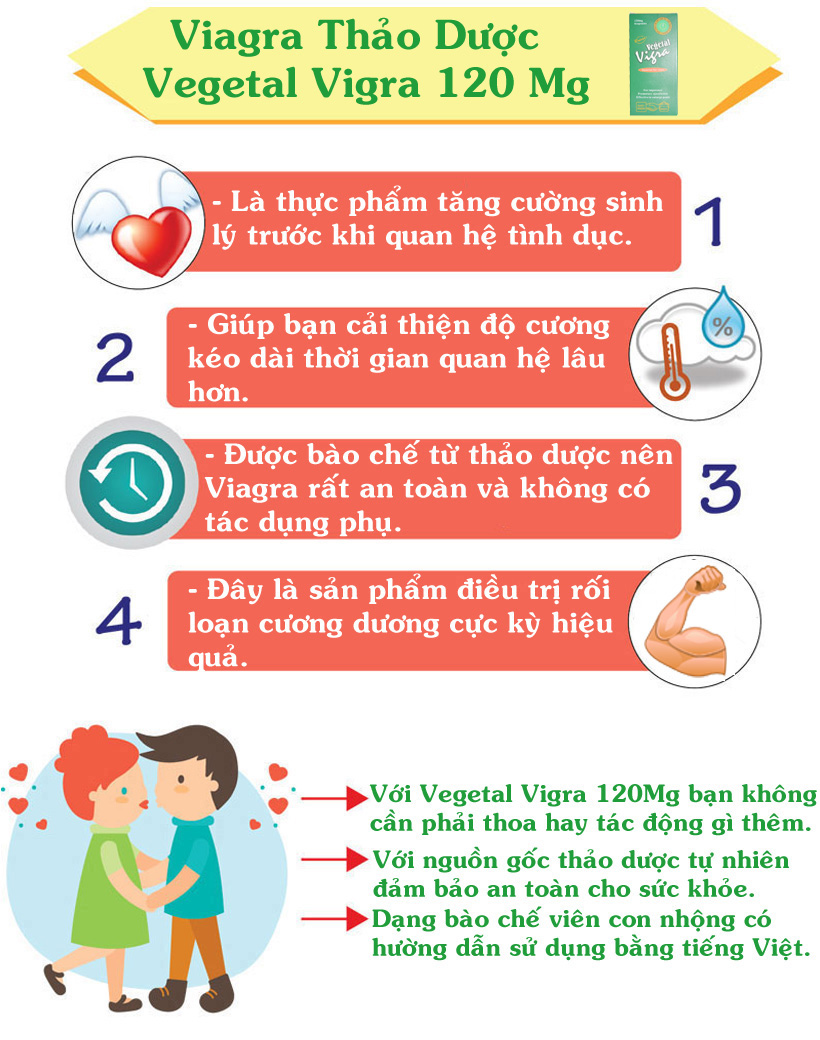 Viagra Thảo Dược
Vegetal Vigra 120 Mg
Vegetal
Vigra
- Là thực phẩm tăng cường sinh
lý trước khi quan hệ tình dục.
1
2
- Giúp bạn cải thiện độ cương
kéo dài thời gian quan hệ lâu
hơn.
%
- Được bào chế từ thảo dược nên
Viagra rất an toàn và không có
tác dụng phụ.
3
4
- Đây là sản phẩm điều trị rối
loạn cương dương cực kỳ hiệu
quả.
Với Vegetal Vigra 120Mg bạn không
cần phải thoa hay tác động gì thêm.
Với nguồn gốc thảo dược tự nhiên
đảm bảo an toàn cho sức khỏe.
Dạng bào chế viên con nhộng có
hường dẫn sử dụng bằng tiếng Việt.